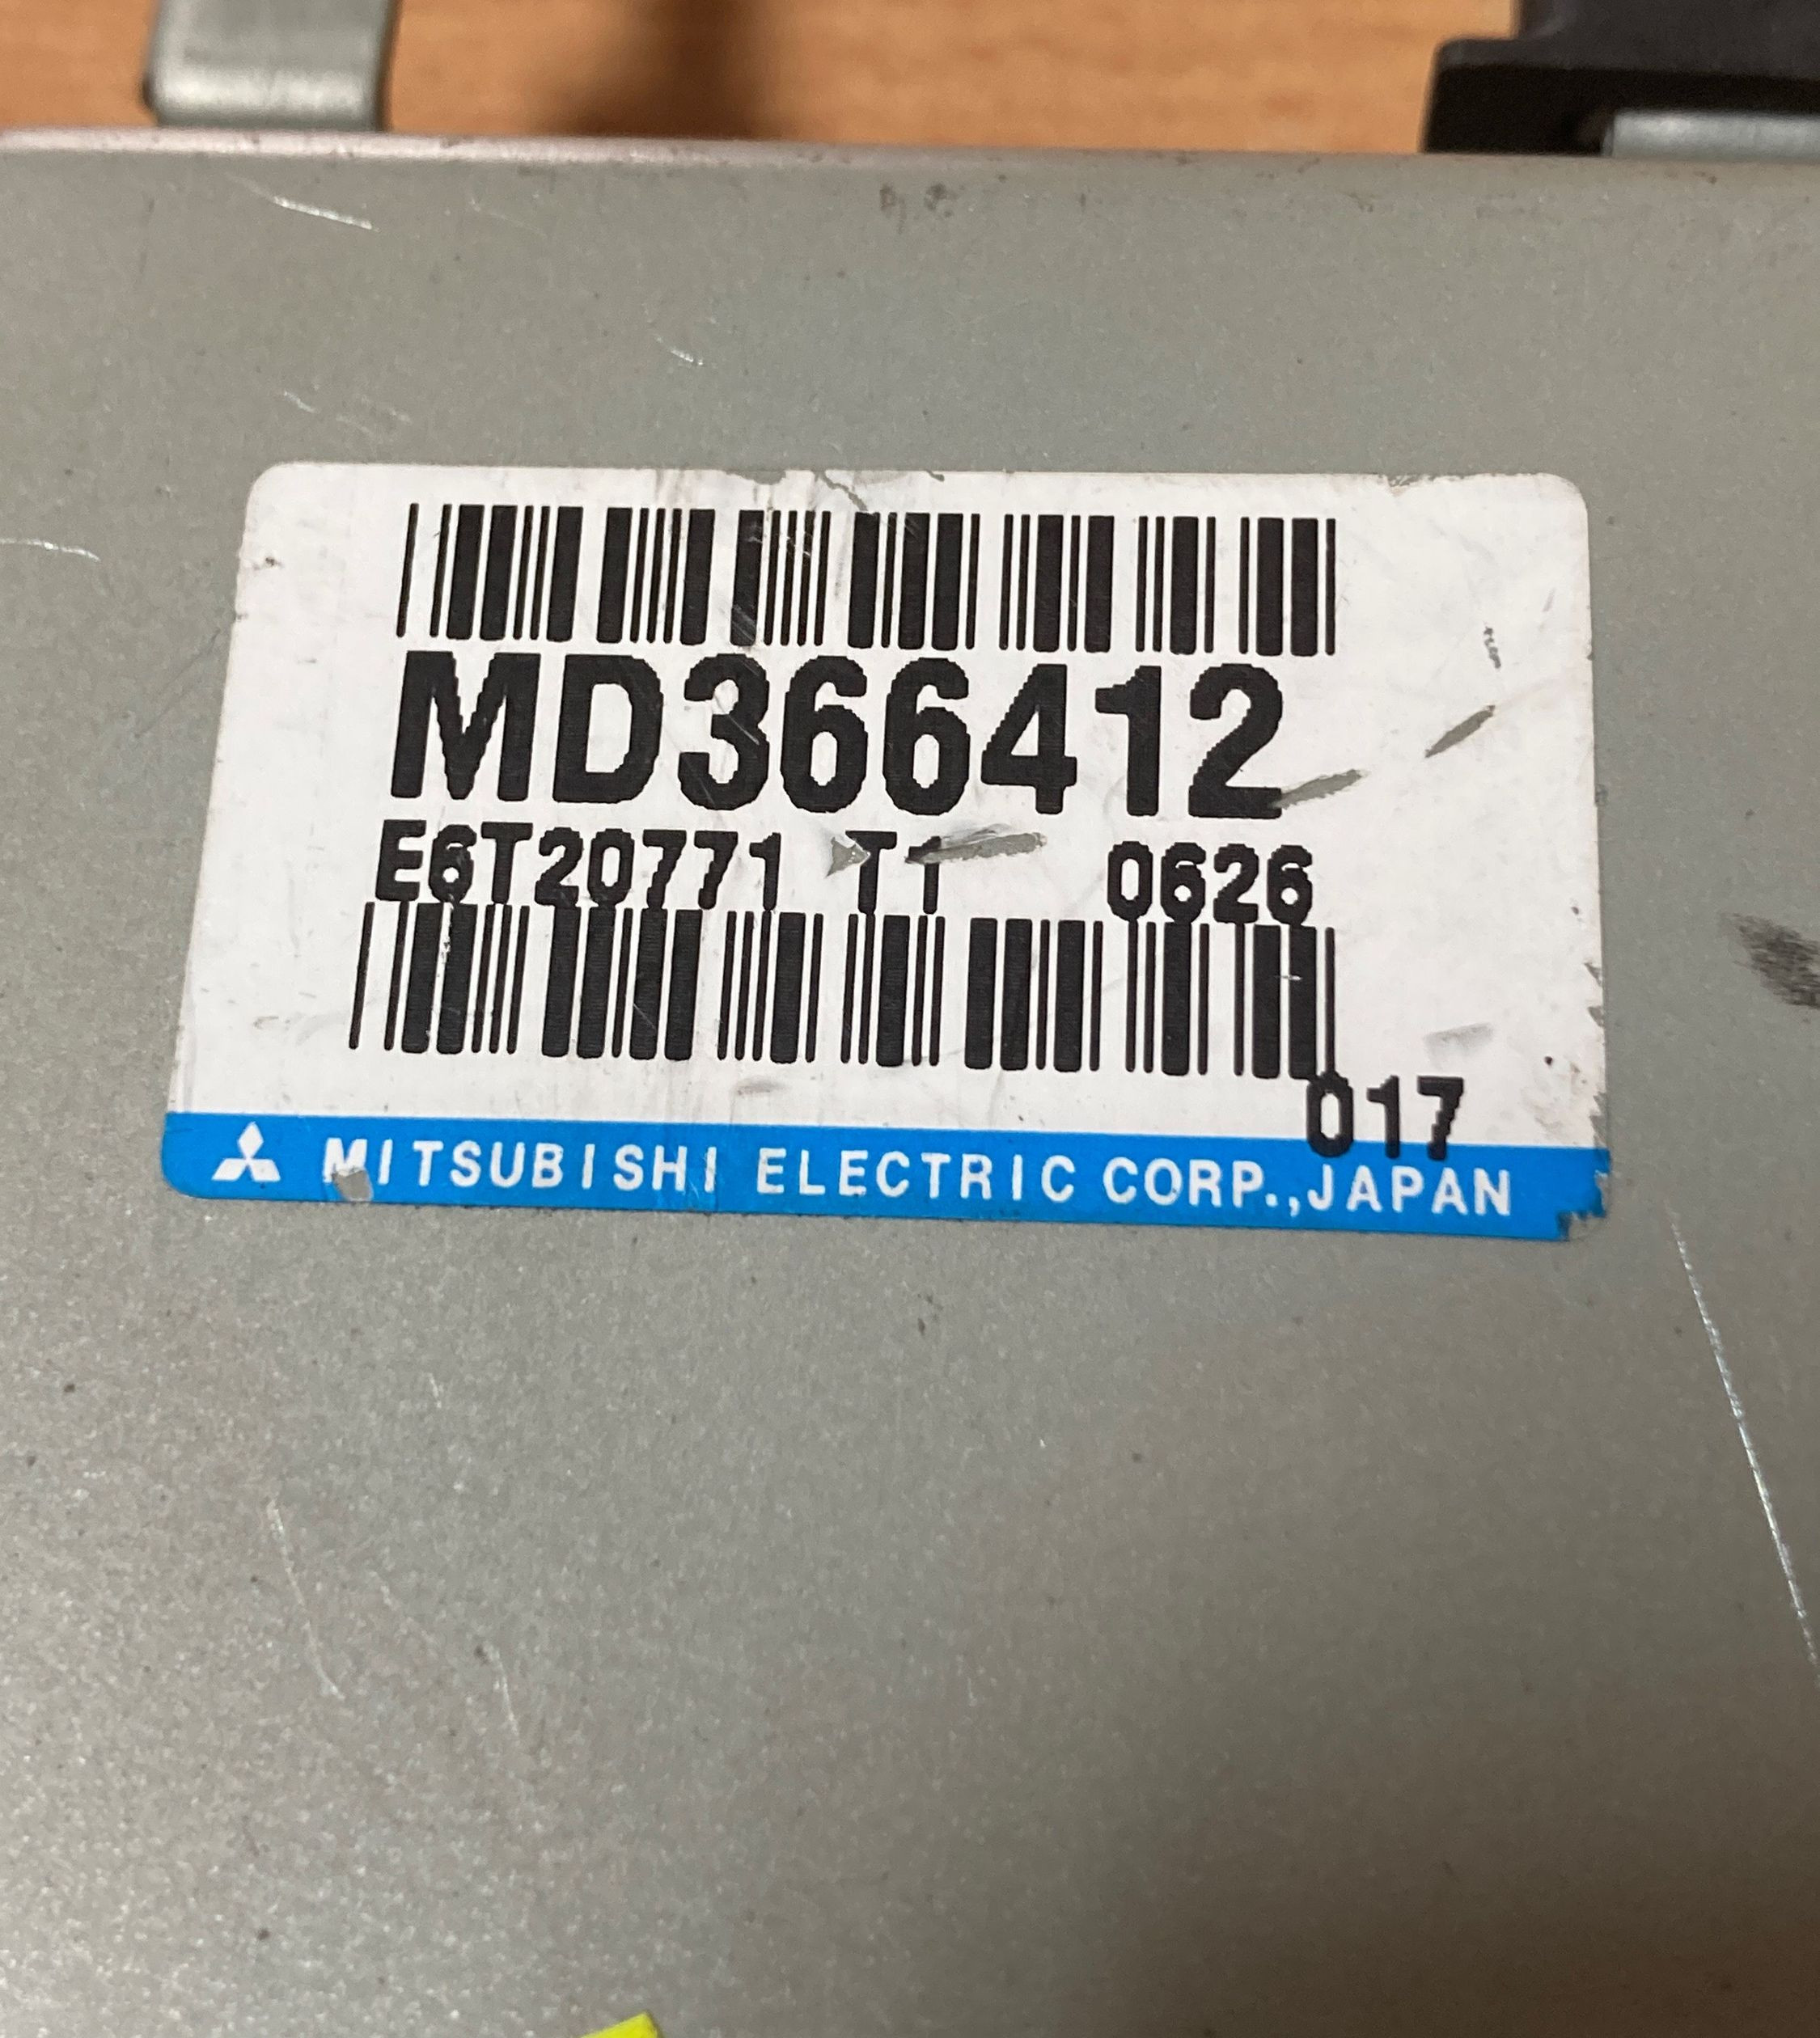 MD366412
E6T20771 T1 0626
017
MITSUBISHI ELECTRIC CORP.,JAPAN